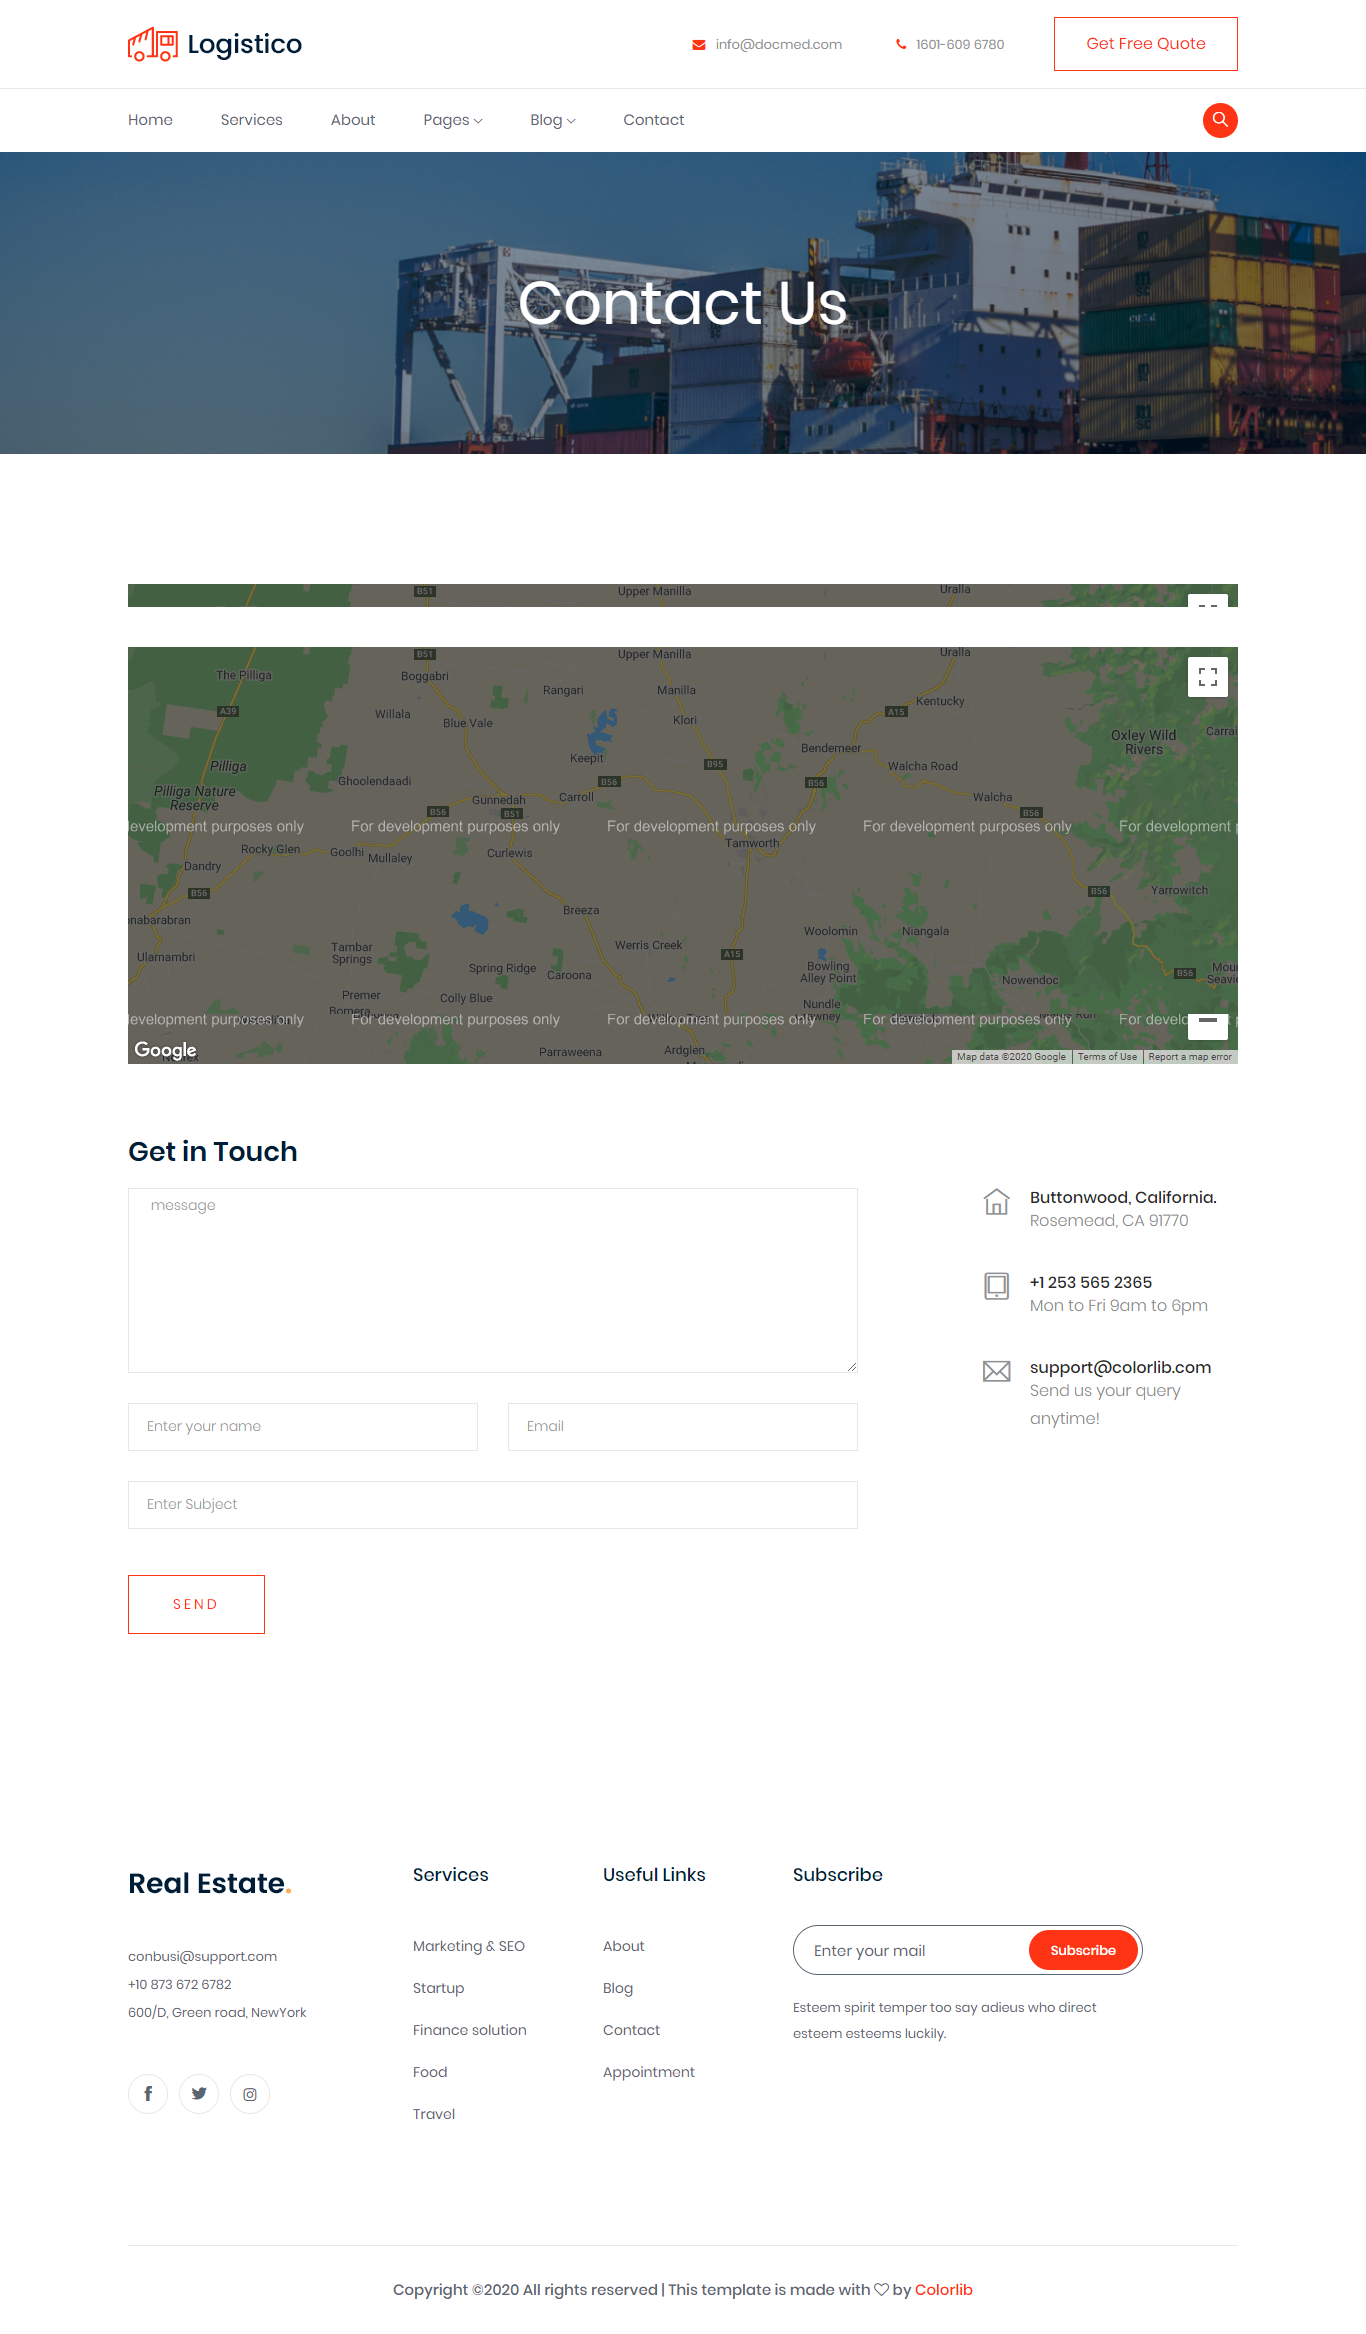 Logistico
info@docmed.com
1601-609 6780
Get Free Quote
Home
Services
About
Pages
Blog
Contact
Contact Us
B51
Upper Manilla
Uralla
B51
Upper Manilla
Uralla
The Pilliga
Boggabri
Rangari
Manilla
Kentucky
A39
Willala
Blue Vale
Klori
A15
Oxley Wild
Rivers
Carrai
Bendemeer
Keepit
B95
Walcha Road
Pilliga
Ghoolendaadi
B56
B56
Pilliga Nature
Reserve
Gunnedah
Carroll
Walcha
B56
B51
B56
development purposes only
For development purposes only
For development purposes only
For development purposes only
For development p
Tamworth
Rocky Glen
Goolhi
Mullaley
Curlewis
Dandry
B56
B56
Yarrowitch
onabarabran
Breeza
Woolomin
Niangala
Ulamambri
Tambar
Springs
Werris Creek
A15
Spring Ridge
Caroona
Bowling
Alley Point
B56
Moun
Seavie
Nowendoc
Premer
Colly Blue
Nundle
Bomera
development purposes only
For development purposes only
For development purposes only
For development purposes only
For develo
Google
Parraweena
Ardglen
Map data ©2020 Google
Terms of Use
Report a map error
Get in Touch
message
Enter your name
Email
Enter Subject
SEND
Buttonwood, California.
Rosemead, CA 91770
+1 253 565 2365
Mon to Fri 9am to 6pm
support@colorlib.com
Send us your query
anytime!
Real Estate.
conbusi@support.com
+10 873 672 6782
600/D, Green road, NewYork
Services
Marketing & SEO
Startup
Finance solution
Food
Travel
Useful Links
About
Blog
Contact
Appointment
Subscribe
Enter your mail
Subscribe
Esteem spirit temper too say adieus who direct
esteem esteems luckily.
Copyright ©2020 All rights reserved | This template is made with ♡ by Colorlib